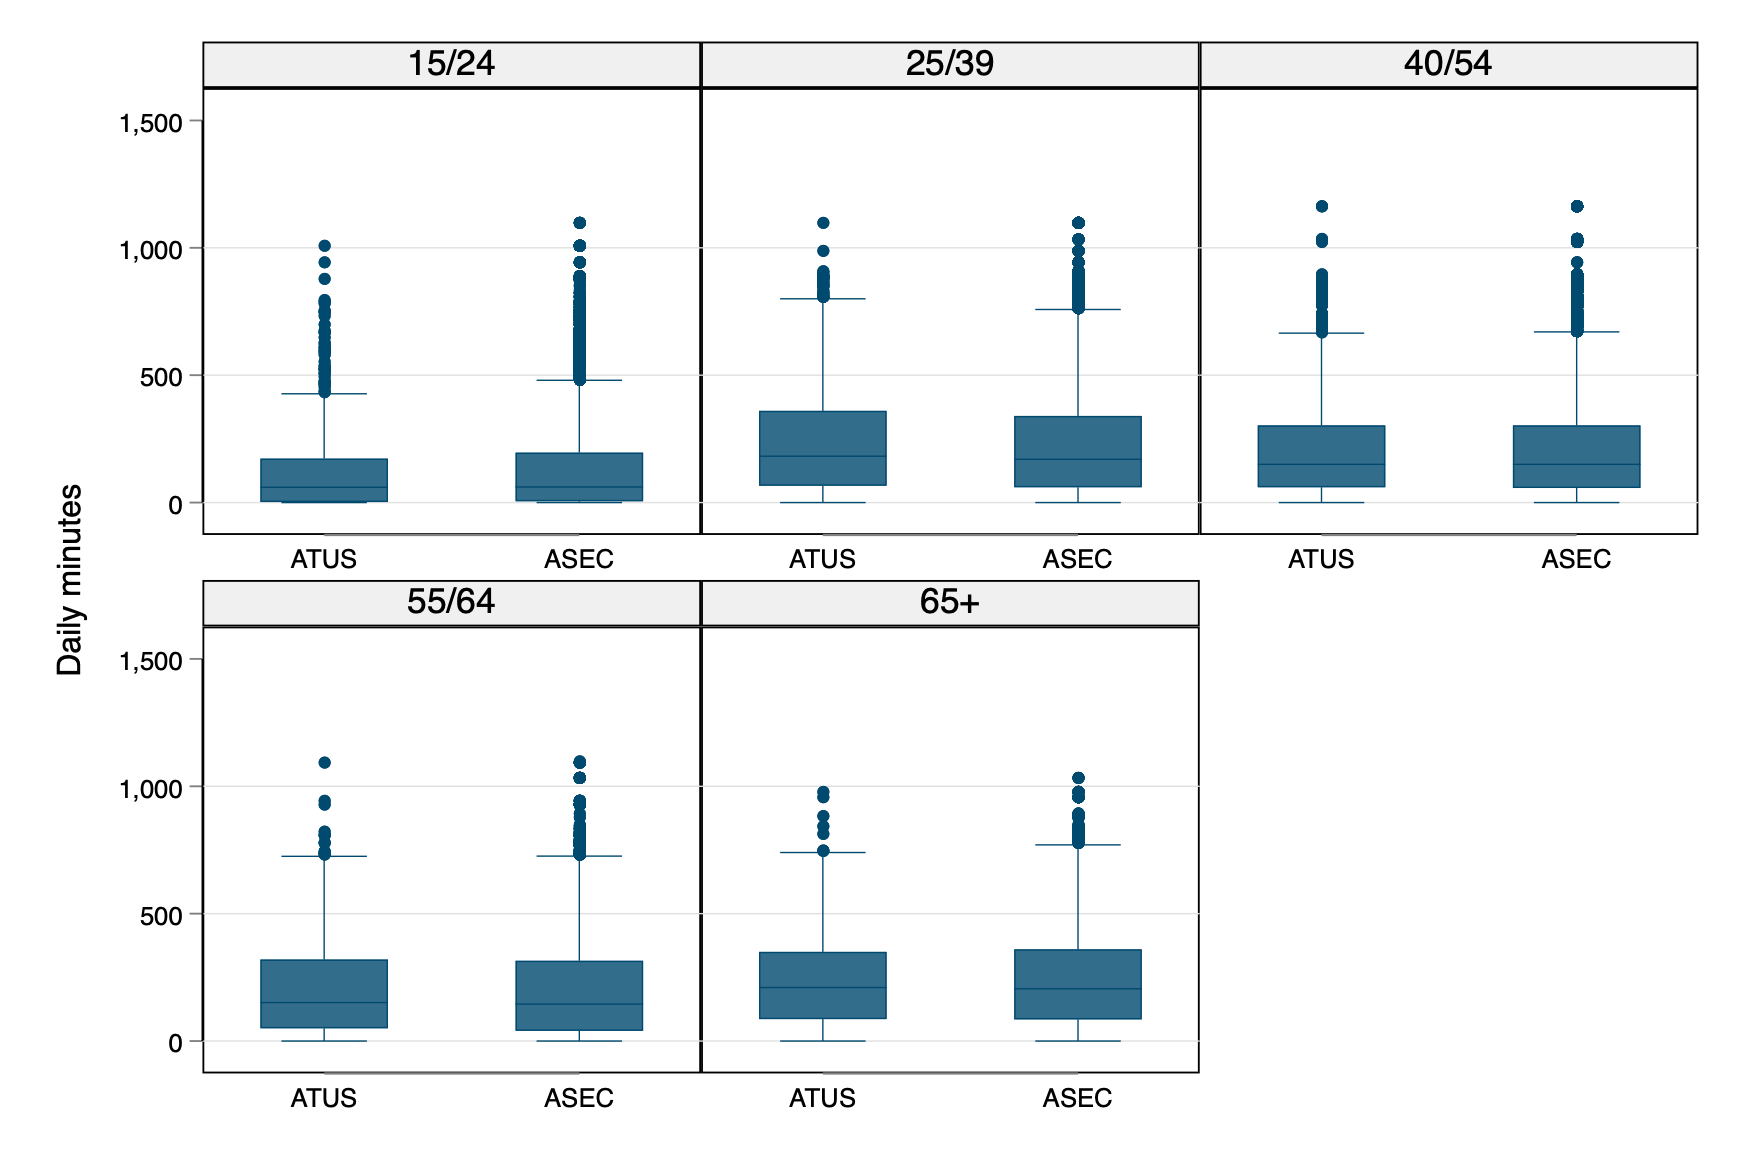 15/24
25/39
40/54
1,500
1,000
500
0
ATUS
ASEC
ATUS
ASEC
ATUS
ASEC
Daily minutes
55/64
65+
1,500
1,000
500
0
ATUS
ASEC
ATUS
ASEC